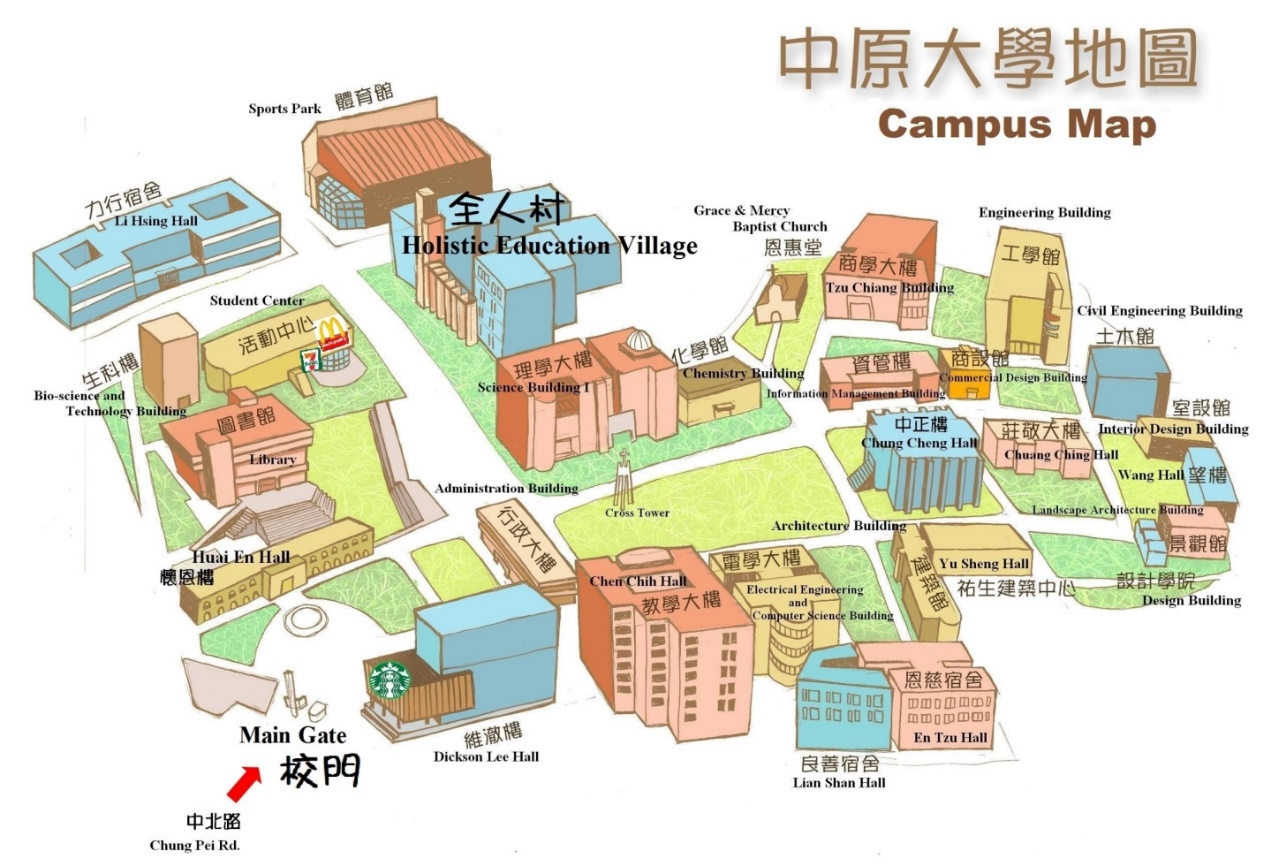 中原大學地圖
Campus Map
體育館
Sports Park
力行宿舍
Li Hsing Hall
全人村
Holistic Education Village
Grace & Mercy
Baptist Church
恩惠堂
商學大樓
Tzu Chiang Building
Engineering Building
工學館
Civil Engineering Building
土木館
Student Center
活動中心
McDonald's
7
ELEVEN
生科樓
Bio-science and
Technology Building
理學大樓
Science Building I
化學館
Chemistry Building
資管樓
Information Management Building
商設館
Commercial Design Building
室設館
Interior Design Building
圖書館
Library
中正樓
Chung Cheng Hall
莊敬大樓
Chuang Ching Hall
Wang Hall
望樓
Landscape Architecture Building
景觀館
Administration Building
行政大樓
Cross Tower
Architecture Building
建築館
Yu Sheng Hall
祐生建築中心
設計學院
Design Building
Huai En Hall
懷恩樓
Chen Chih Hall
教學大樓
電學大樓
Electrical Engineering
and
Computer Science Building
恩慈宿舍
En Tzu Hall
良善宿舍
Lian Shan Hall
維澈樓
Dickson Lee Hall
Main Gate
校門
中北路
Chung Pei Rd.